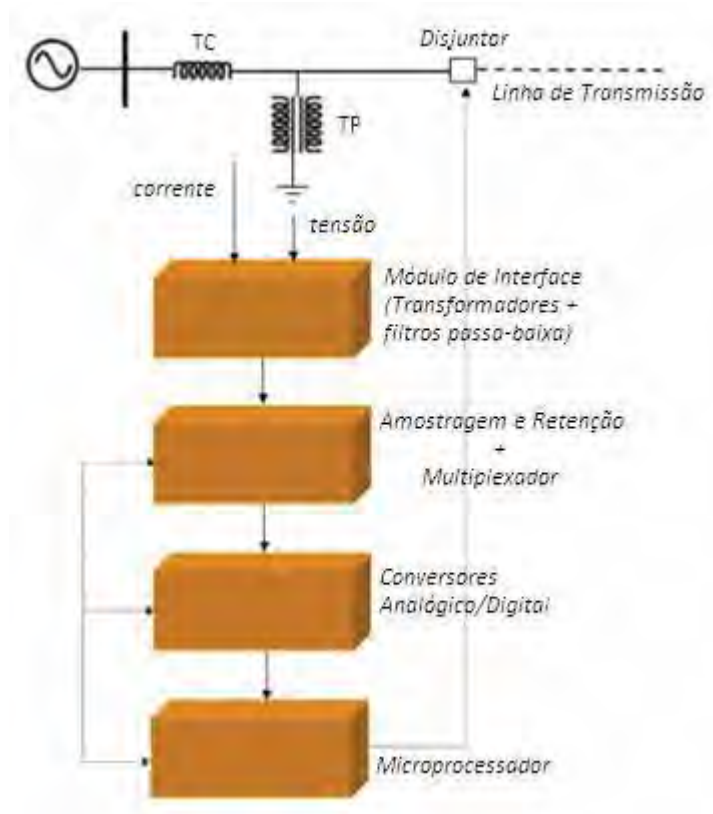 TC
Disjuntor
Linha de Transmissão
TP
corrente
tensão
Módulo de Interface
(Transformadores +
filtros passa-baixa)
Amostragem e Retenção
+
Multiplexador
Conversores
Analógico/Digital
Microprocessador